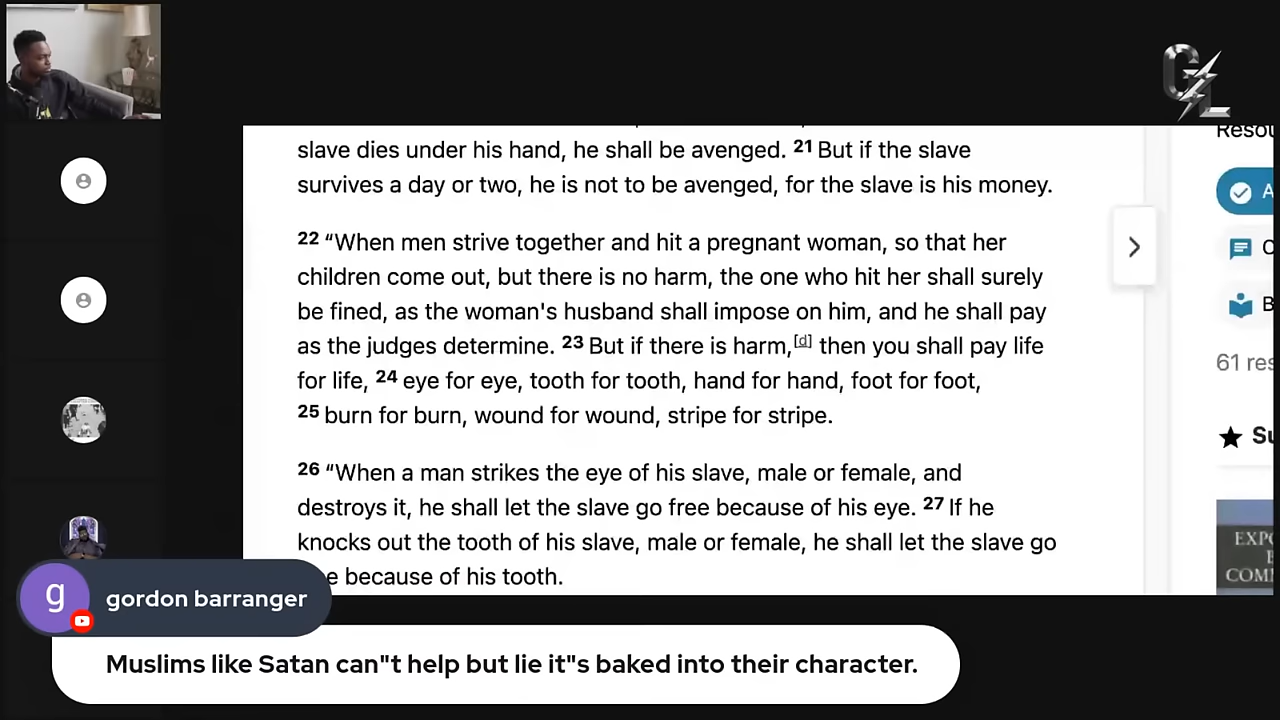 slave dies under his hand, he shall be avenged. 21 But if the slave
survives a day or two, he is not to be avenged, for the slave is his money.
22 “When men strive together and hit a pregnant woman, so that her
children come out, but there is no harm, the one who hit her shall surely
be fined, as the woman's husband shall impose on him, and he shall pay
as the judges determine. 23 But if there is harm,[d] then you shall pay life
for life, 24 eye for eye, tooth for tooth, hand for hand, foot for foot,
25 burn for burn, wound for wound, stripe for stripe.
26 “When a man strikes the eye of his slave, male or female, and
destroys it, he shall let the slave go free because of his eye. 27 If he
knocks out the tooth of his slave, male or female, he shall let the slave go
e because of his tooth.
Resou
A
C
B
61 res
Su
EXPO
COMM
GL
g
gordon barranger
Muslims like Satan can"t help but lie it"s baked into their character.